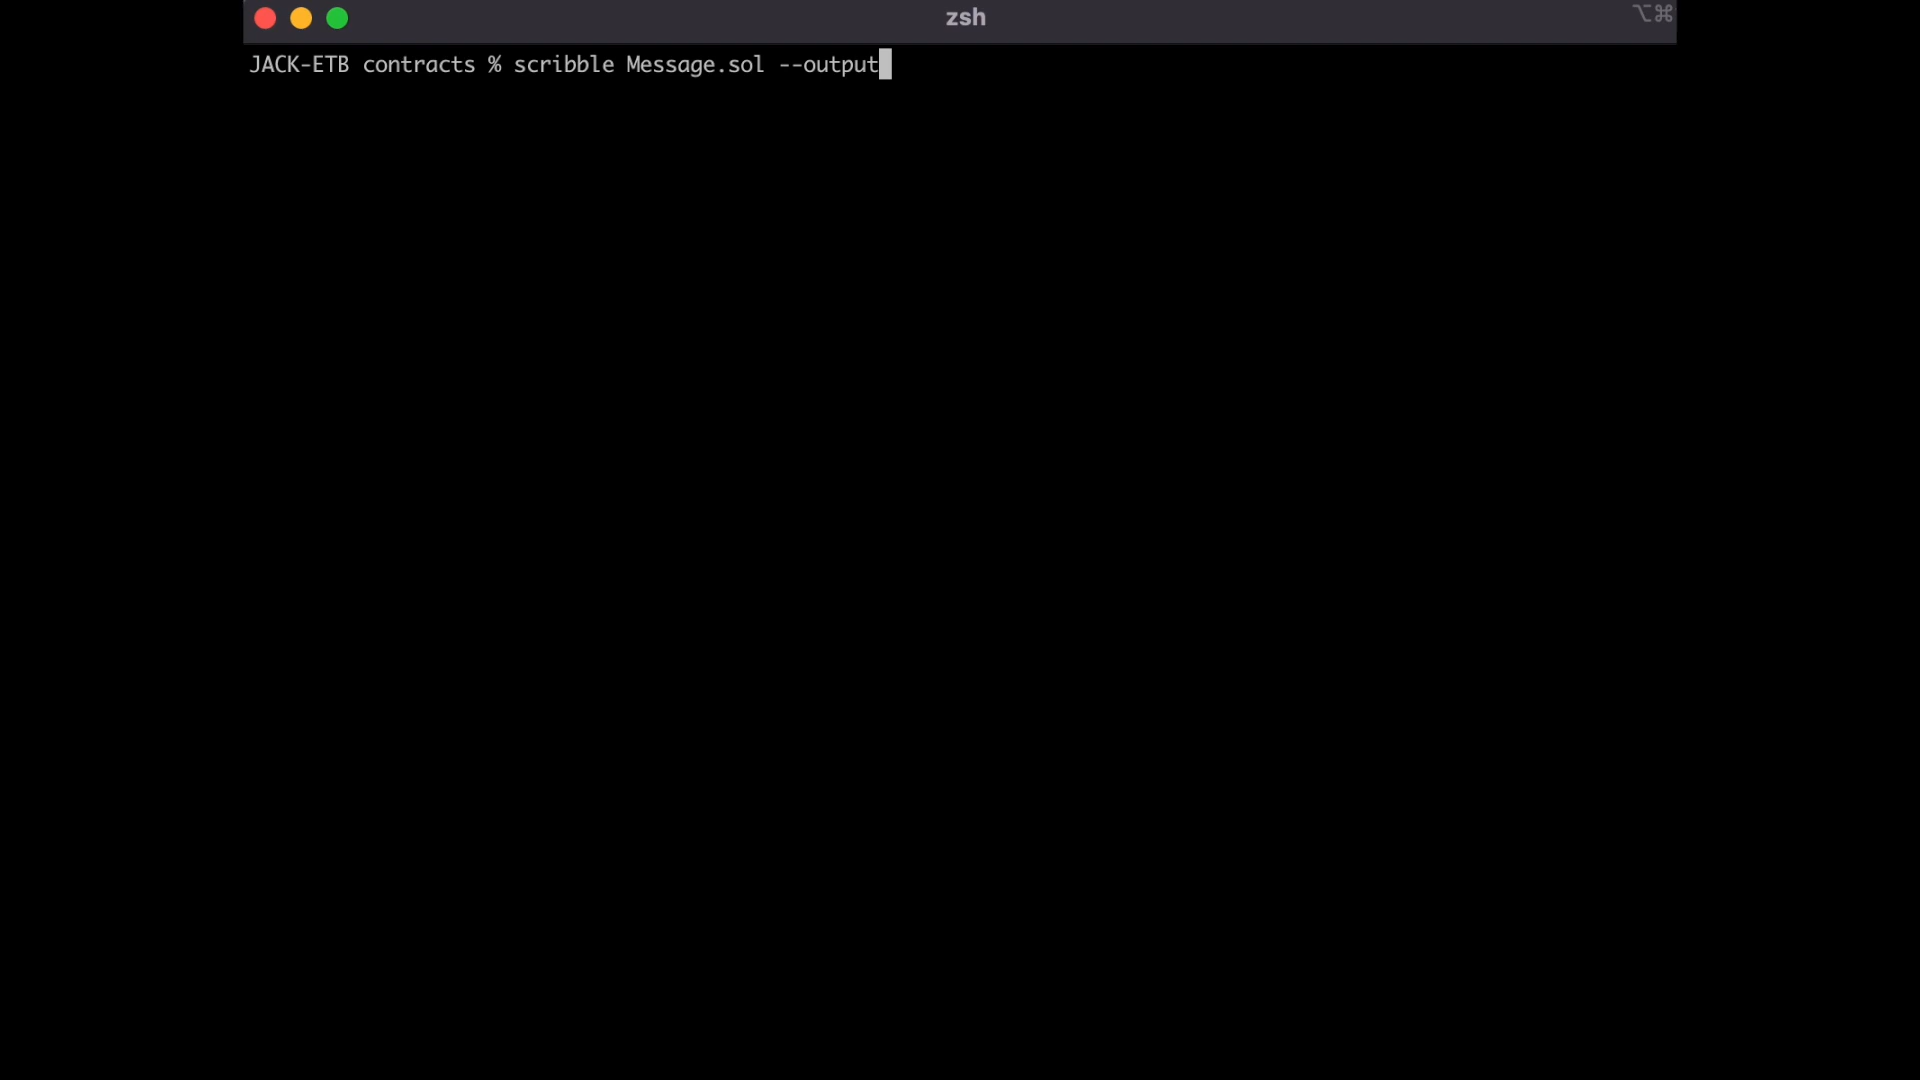 zsh
⌥⌘
JACK-ETB contracts % scribble Message.sol --output